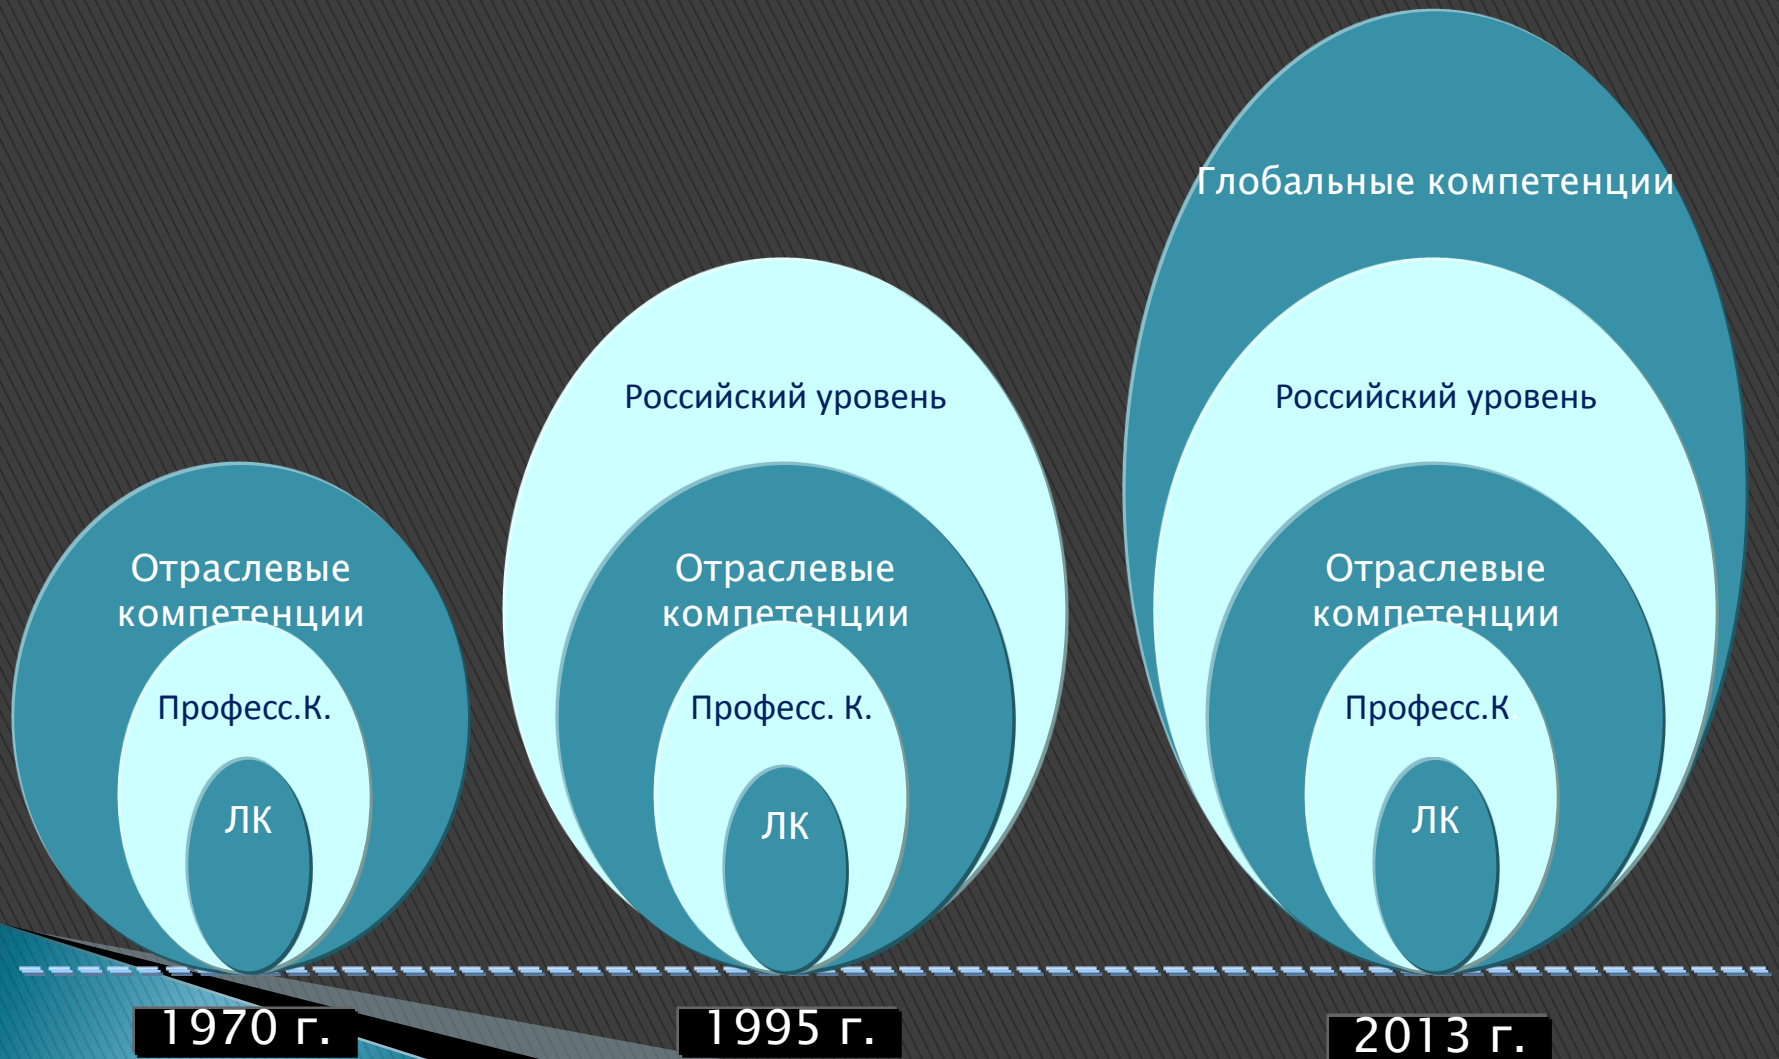 Отраслевые
компетенции
Професс.К.
ЛК
1970 г.
Российский уровень
Отраслевые
компетенции
Професс. К.
ЛК
1995 г.
Глобальные компетенции
Российский уровень
Отраслевые
компетенции
Професс.К.
ЛК
2013 г.